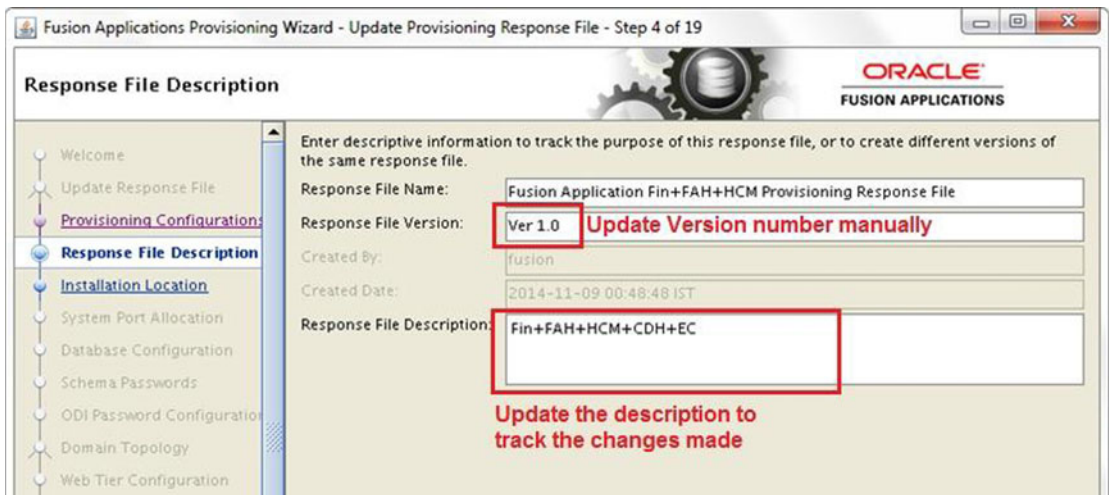 Fusion Applications Provisioning Wizard - Update Provisioning Response File - Step 4 of 19
Response File Description
ORACLE
FUSION APPLICATIONS
Welcome
Update Response File
Provisioning Configurations
Response File Description
Installation Location
System Port Allocation
Database Configuration
Schema Passwords
ODI Password Configuration
Domain Topology
Web Tier Configuration
Enter descriptive information to track the purpose of this response file, or to create different versions of
the same response file.
Response File Name: Fusion Application Fin+FAH+HCM Provisioning Response File
Response File Version: Ver 1.0 Update Version number manually
Created By: fusion
Created Date: 2014-11-09 00:48:48 IST
Response File Description: Fin+FAH+HCM+CDH+EC
Update the description to
track the changes made